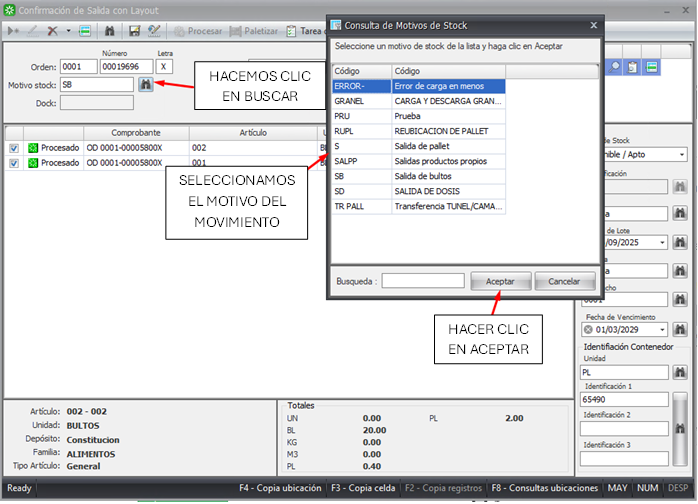 Confirmación de Salida con Layout
Procesar
Paletizar
Tarea
Número
Letra
Orden:
0001
00019696
X
Motivo stock:
SB
Dock:
HACEMOS CLIC
EN BUSCAR
Comprobante
Artículo
Procesado
OD 0001-00005800X
002
Procesado
OD 0001-00005800X
001
SELECCIONAMOS
EL MOTIVO DEL
MOVIMIENTO
Consulta de Motivos de Stock
Seleccione un motivo de stock de la lista y haga clic en Aceptar
Código
Código
ERROR-
Error de carga en menos
GRANEL
CARGA Y DESCARGA GRAN...
PRU
Prueba
RUPL
REUBICACION DE PALLET
S
Salida de pallet
SALPP
Salidas productos propios
SB
Salida de bultos
SD
SALIDA DE DOSIS
TR PALL
Transferencia TUNEL/CAMA...
Busqueda :
Aceptar
Cancelar
HACER CLIC
EN ACEPTAR
de Stock
nible / Apto
ificación
a
de Lote
/09/2025
a
cho
0001
Fecha de Vencimiento
01/03/2029
Identifiación Contenedor
Unidad
PL
Identificación 1
65490
Identificación 2
Identificación 3
Artículo: 002 - 002
Unidad: BULTOS
Depósito: Constitucion
Familia: ALIMENTOS
Tipo Artículo: General
Totales
UN 0.00 PL 2.00
BL 20.00
KG 0.00
M3 0.00
PL 0.40
Ready
F4 - Copia ubicación
F3 - Copia celda
F2 - Copia registros
F8 - Consultas ubicaciones
MAY
NUM
DESP